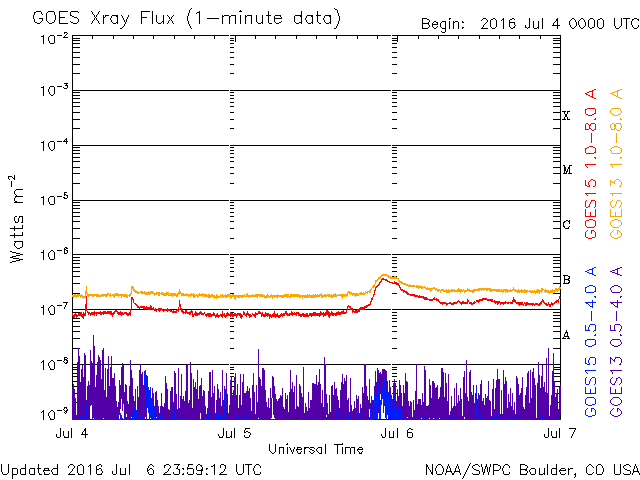 GOES Xray Flux (1-minute data)
Begin: 2016 Jul 4 0000 UTC
10-2
10-3
10-4
10-5
10-6
10-7
10-8
10-9
Watts m-2
X
M
C
B
A
GOES15 1.0-8.0 A
GOES13 1.0-8.0 A
GOES15 0.5-4.0 A
GOES13 0.5-4.0 A
Jul 4
Jul 5
Jul 6
Jul 7
Universal Time
Updated 2016 Jul 6 23:59:12 UTC
NOAA/SWPC Boulder, CO USA